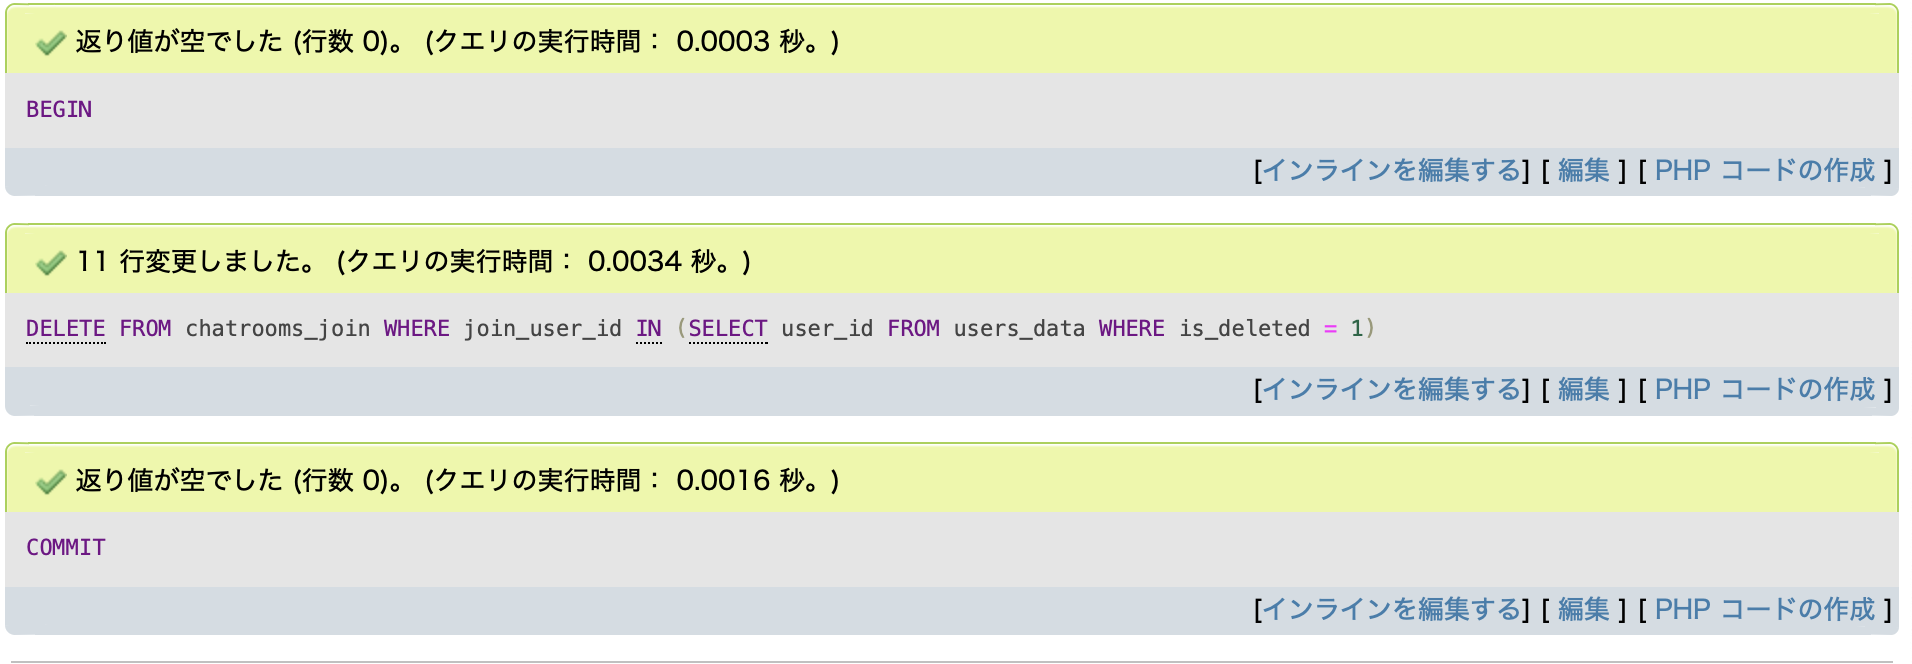 返り値が空でした (行数 0)。 (クエリの実行時間： 0.0003 秒。)
BEGIN
[インラインを編集する] [ 編集 ] [ PHP コードの作成 ]
11 行変更しました。 (クエリの実行時間： 0.0034 秒。)
DELETE FROM chatrooms_join WHERE join_user_id IN (SELECT user_id FROM users_data WHERE is_deleted = 1)
[インラインを編集する] [ 編集 ] [ PHP コードの作成 ]
返り値が空でした (行数 0)。 (クエリの実行時間： 0.0016 秒。)
COMMIT
[インラインを編集する] [ 編集 ] [ PHP コードの作成 ]